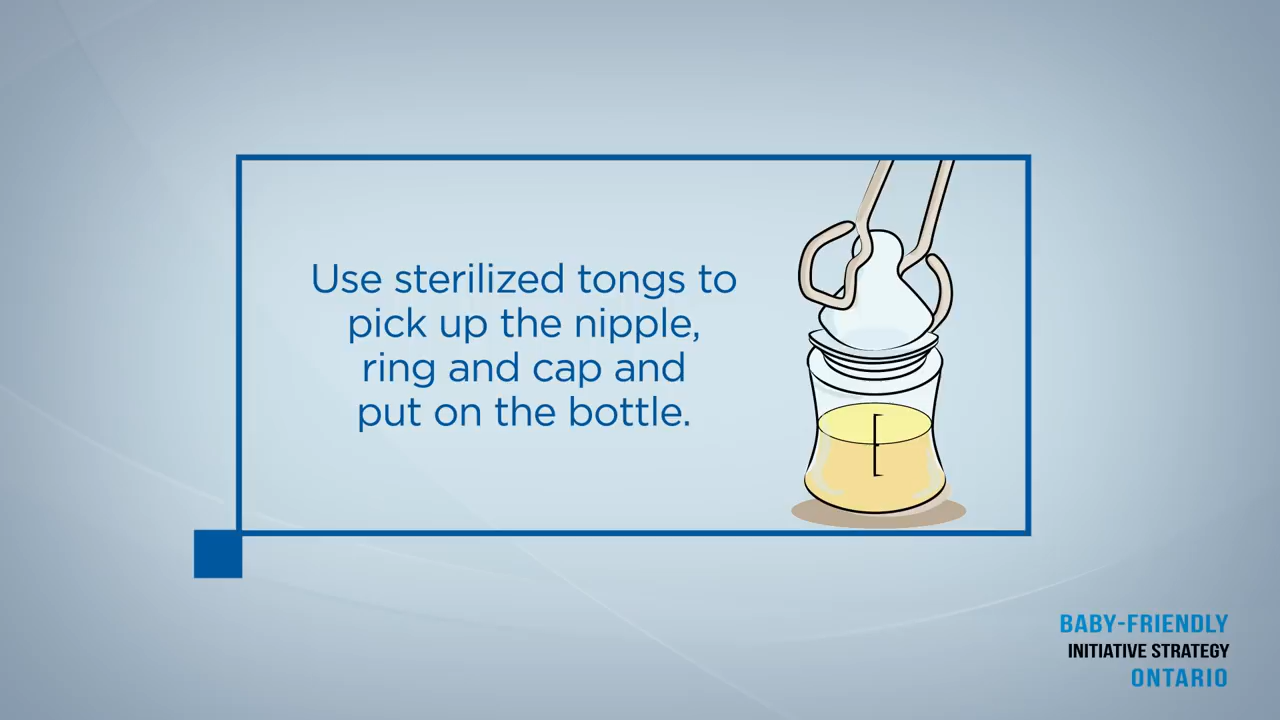 Use sterilized tongs to
pick up the nipple,
ring and cap and
put on the bottle.
BABY-FRIENDLY
INITIATIVE STRATEGY
ONTARIO